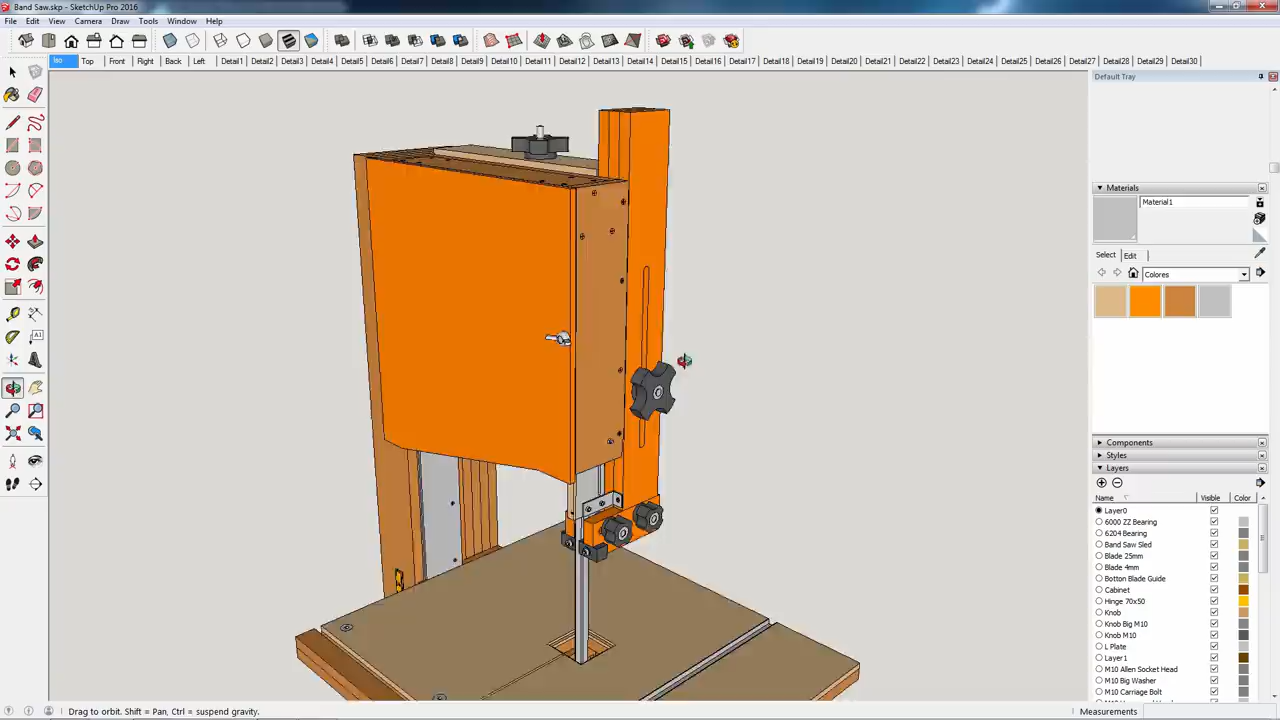 Band Saw.skp - SketchUp Pro 2016
File Edit View Camera Draw Tools Window Help
Iso Top Front Right Back Left Detail1 Detail2 Detail3 Detail4 Detail5 Detail6 Detail7 Detail8 Detail9 Detail10 Detail11 Detail12 Detail13 Detail14 Detail15 Detail16 Detail17 Detail18 Detail19 Detail20 Detail21 Detail22 Detail23 Detail24 Detail25 Detail26 Detail27 Detail28 Detail29 Detail30
Default Tray
Materials
Material1
Select Edit
Colores
Components
Styles
Layers
Name Visible Color
Layer0
6000 ZZ Bearing
6204 Bearing
Band Saw Sled
Blade 25mm
Blade 4mm
Botton Blade Guide
Cabinet
Hinge 70x50
Knob
Knob Big M10
Knob M10
L Plate
Layer1
M10 Allen Socket Head
M10 Big Washer
M10 Carriage Bolt
Drag to orbit. Shift = Pan, Ctrl = suspend gravity.
Measurements